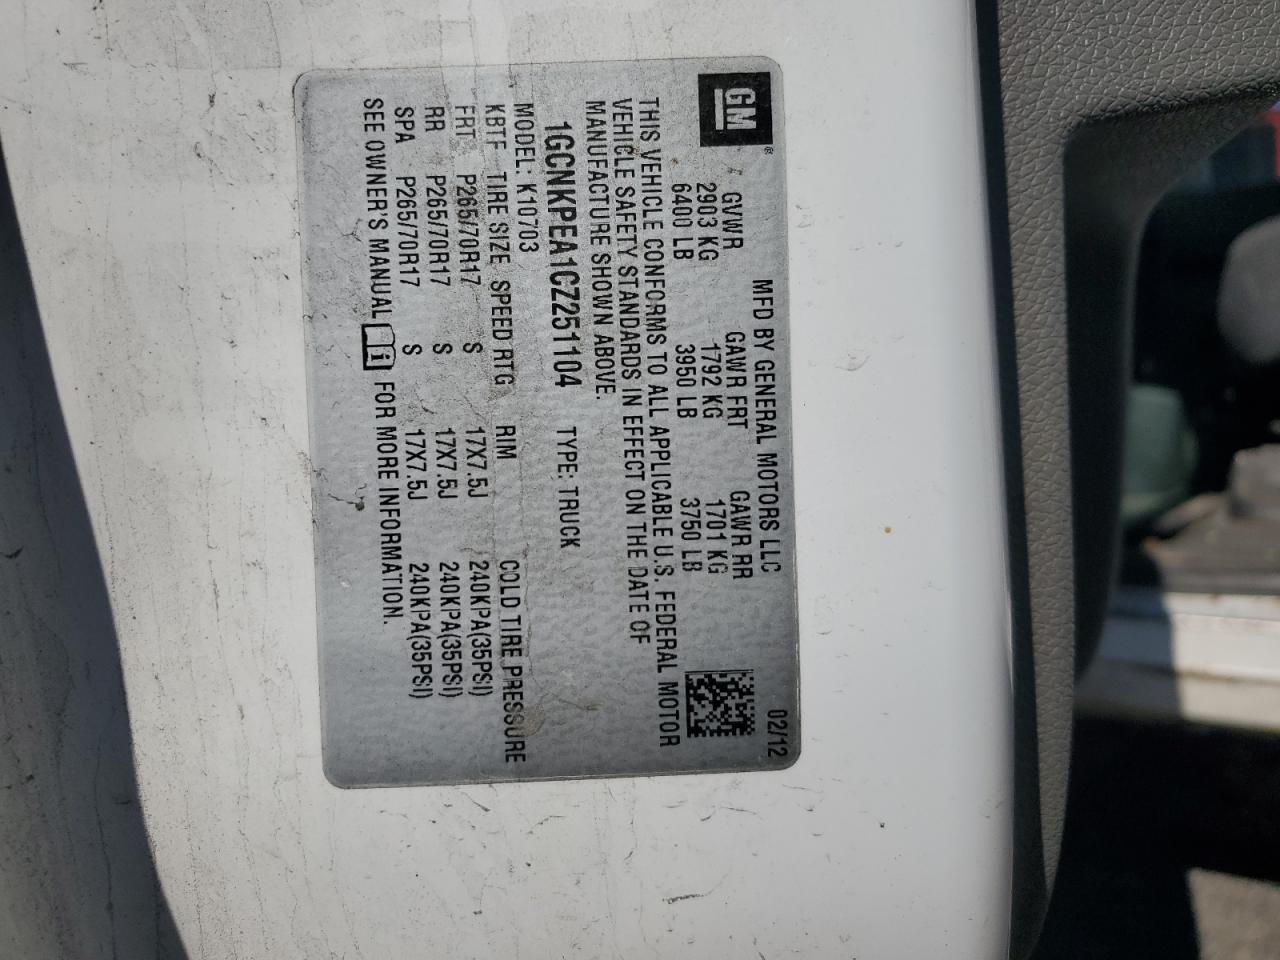 GM ®
MFD BY GENERAL MOTORS LLC 02/12
GVWR GAWR FRT GAWR RR
2903 KG 1792 KG 1701 KG
6400 LB 3950 LB 3750 LB
THIS VEHICLE CONFORMS TO ALL APPLICABLE U.S. FEDERAL MOTOR
VEHICLE SAFETY STANDARDS IN EFFECT ON THE DATE OF
MANUFACTURE SHOWN ABOVE.
1GCNKPEA1CZ251104 TYPE: TRUCK
MODEL: K10703
KBTF TIRE SIZE SPEED RTG RIM COLD TIRE PRESSURE
FRT P265/70R17 S 17X7.5J 240KPA(35PSI)
RR P265/70R17 S 17X7.5J 240KPA(35PSI)
SPA P265/70R17 S 17X7.5J 240KPA(35PSI)
SEE OWNER'S MANUAL FOR MORE INFORMATION.